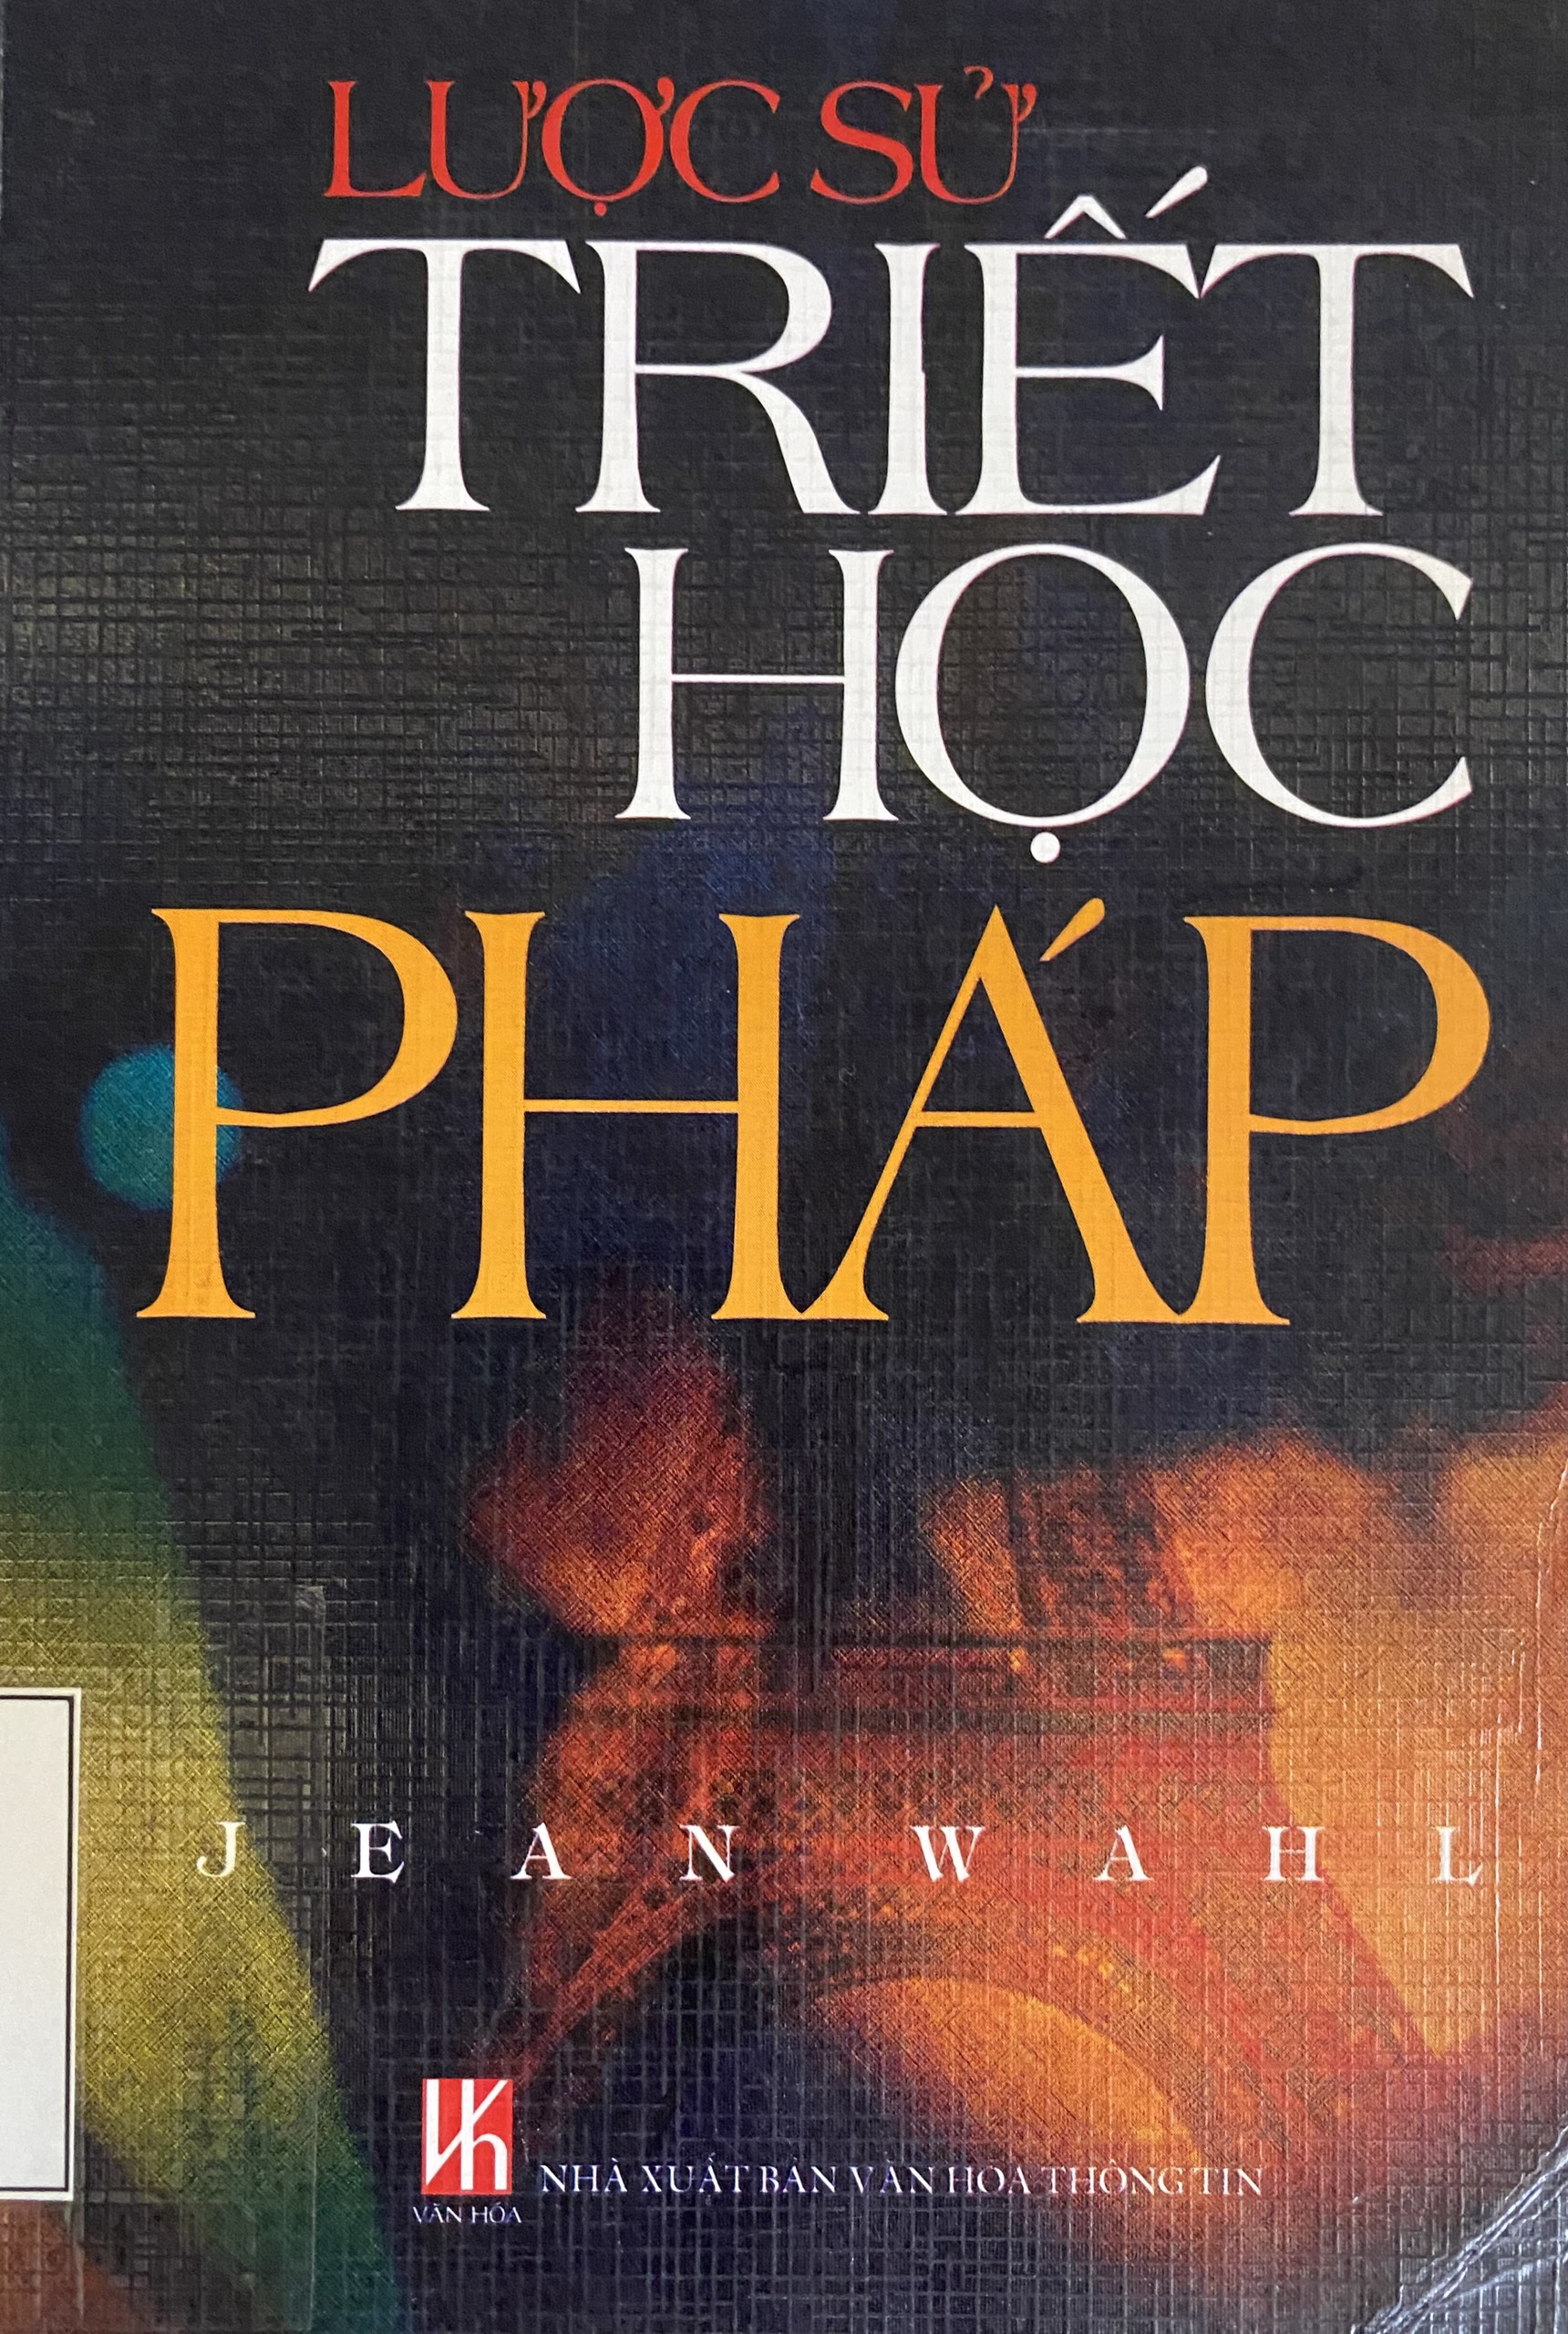 LƯỢC SỬ
TRIẾT
HỌC
PHÁP
JEAN WAHL
VĂN HÓA
NHÀ XUẤT BẢN VĂN HÓA THÔNG TIN